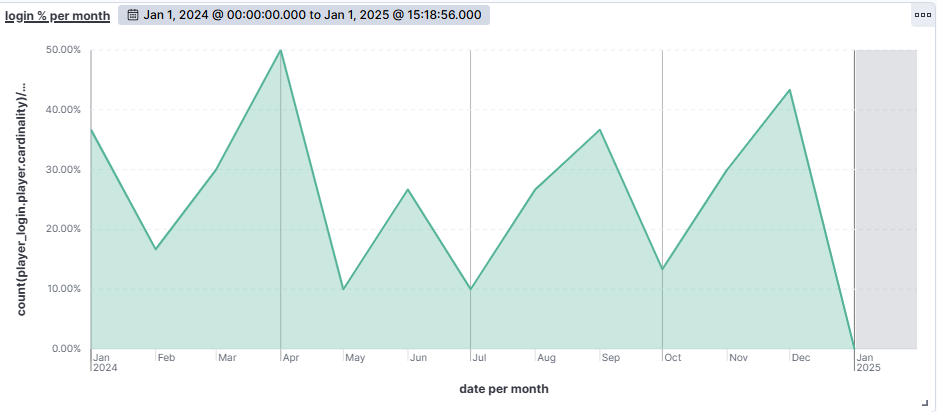 login % per month
Jan 1, 2024 @ 00:00:00.000 to Jan 1, 2025 @ 15:18:56.000
count(player_login.player.cardinality)/...
50.00%
40.00%
30.00%
20.00%
10.00%
0.00%
Jan Feb Mar Apr May Jun Jul Aug Sep Oct Nov Dec Jan
2024 2025
date per month